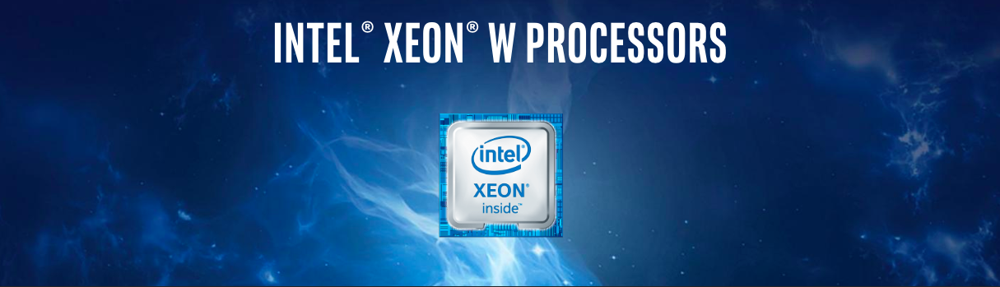 INTEL® XEON® W PROCESSORS
intel®
XEON®
inside™